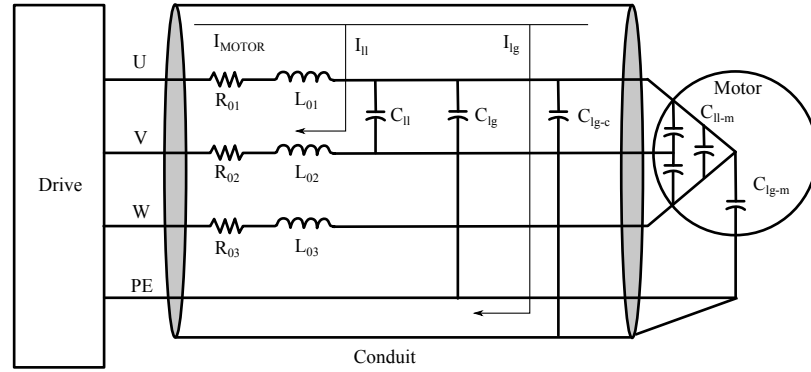 I_MOTOR
I_ll
I_lg
U
R_01
L_01
C_ll
C_lg
C_lg-c
Motor
C_ll-m
V
R_02
L_02
Drive
C_lg-m
W
R_03
L_03
PE
Conduit